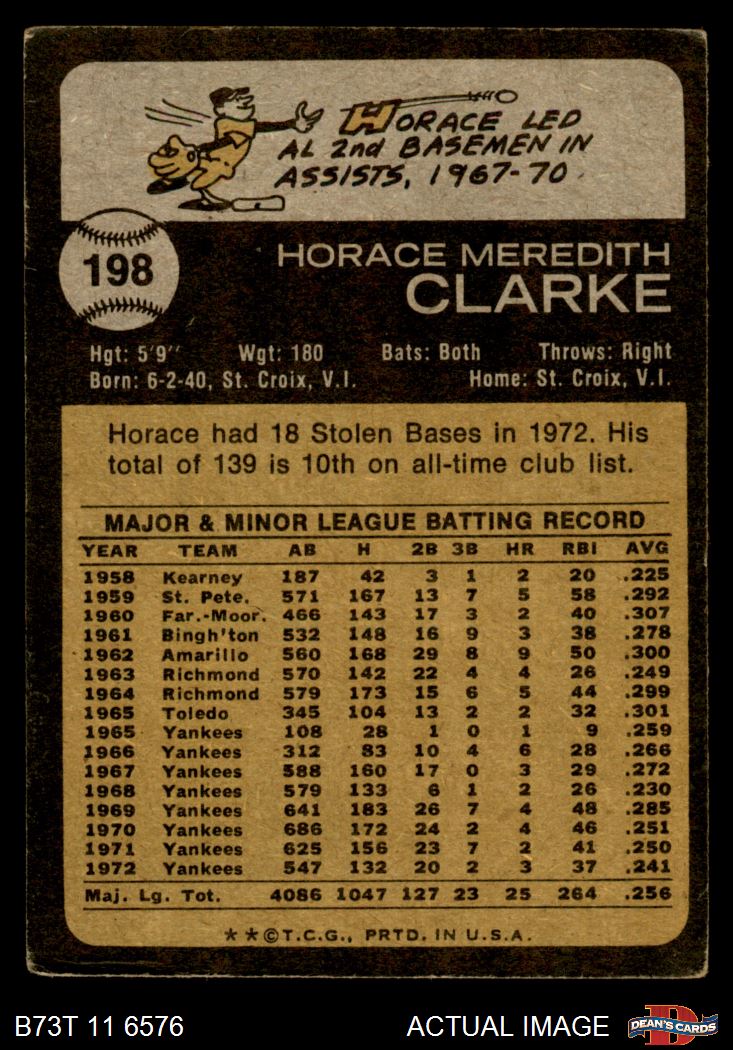 HORACE LED
AL 2nd BASEMEN IN
ASSISTS, 1967-70.
198
HORACE MEREDITH
CLARKE
Hgt: 5'9" Wgt: 180 Bats: Both Throws: Right
Born: 6-2-40, St. Croix, V.I. Home: St. Croix, V.I.
Horace had 18 Stolen Bases in 1972. His
total of 139 is 10th on all-time club list.
MAJOR & MINOR LEAGUE BATTING RECORD
YEAR TEAM AB H 2B 3B HR RBI AVG
1958 Kearney 187 42 3 1 2 20 .225
1959 St. Pete. 571 167 13 7 5 58 .292
1960 Far.-Moor. 466 143 17 3 2 40 .307
1961 Bingh'ton 532 148 16 9 3 38 .278
1962 Amarillo 560 168 29 8 9 50 .300
1963 Richmond 570 142 22 4 4 26 .249
1964 Richmond 579 173 15 6 5 44 .299
1965 Toledo 345 104 13 2 2 32 .301
1965 Yankees 108 28 1 0 1 9 .259
1966 Yankees 312 83 10 4 6 28 .266
1967 Yankees 588 160 17 0 3 29 .272
1968 Yankees 579 133 6 1 2 26 .230
1969 Yankees 641 183 26 7 4 48 .285
1970 Yankees 686 172 24 2 4 46 .251
1971 Yankees 625 156 23 7 2 41 .250
1972 Yankees 547 132 20 2 3 37 .241
Maj. Lg. Tot. 4086 1047 127 23 25 264 .256
★★©T.C.G., PRTD. IN U.S.A.
B73T 11 6576 ACTUAL IMAGE DEAN'S CARDS